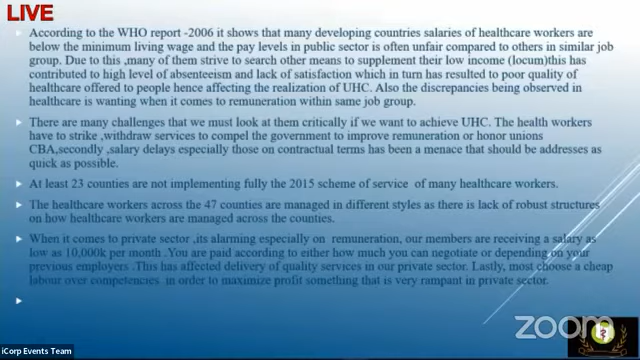 LIVE
According to the WHO report -2006 it shows that many developing countries salaries of healthcare workers are
below the minimum living wage and the pay levels in public sector is often unfair compared to others in similar job
group. Due to this ,many of them strive to search other means to supplement their low income (locum)this has
contributed to high level of absenteeism and lack of satisfaction which in turn has resulted to poor quality of
healthcare offered to people hence affecting the realization of UHC. Also the discrepancies being observed in
healthcare is wanting when it comes to remuneration within same job group.
There are many challenges that we must look at them critically if we want to achieve UHC. The health workers
have to strike ,withdraw services to compel the government to improve remuneration or honor unions
CBA,secondly ,salary delays especially those on contractual terms has been a menace that should be addresses as
quick as possible.
At least 23 counties are not implementing fully the 2015 scheme of service of many healthcare workers.
The healthcare workers across the 47 counties are managed in different styles as there is lack of robust structures
on how healthcare workers are managed across the counties.
When it comes to private sector ,its alarming especially on remuneration, our members are receiving a salary as
low as 10,000k per month .You are paid according to either how much you can negotiate or depending on your
previous employers .This has affected delivery of quality services in our private sector. Lastly, most choose a cheap
labour over competencies in order to maximize profit something that is very rampant in private sector.
zoom
iCorp Events Team